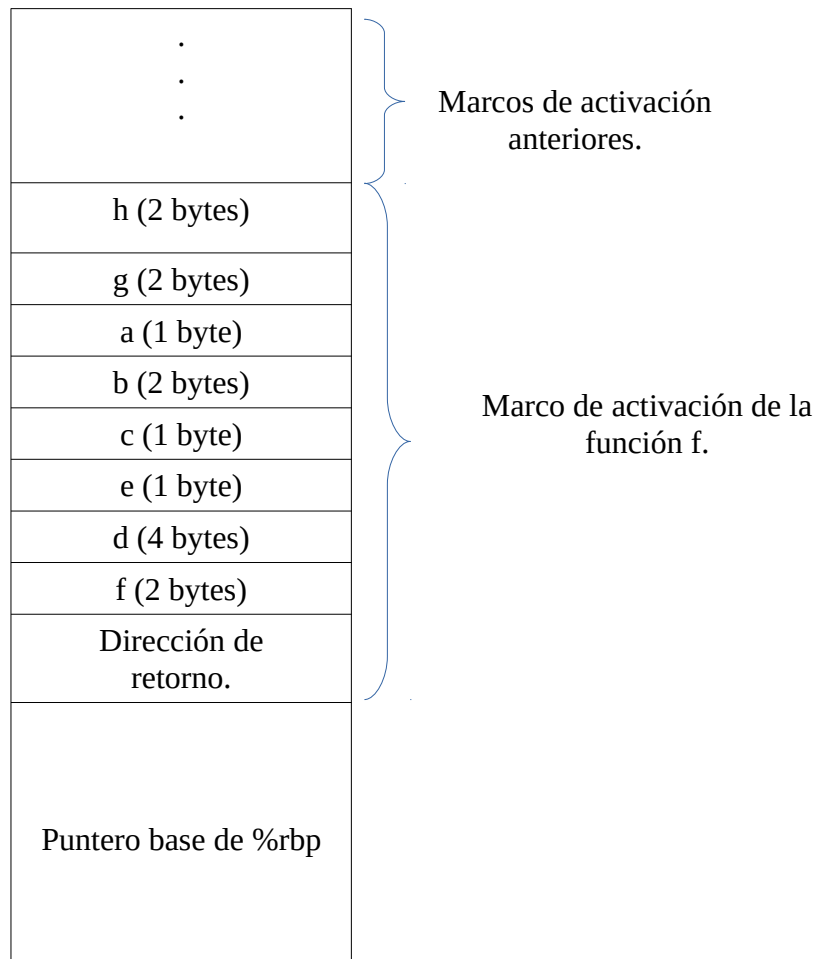 .
.
.
Marcos de activación
anteriores.
h (2 bytes)
g (2 bytes)
a (1 byte)
b (2 bytes)
Marco de activación de la
función f.
c (1 byte)
e (1 byte)
d (4 bytes)
f (2 bytes)
Dirección de
retorno.
Puntero base de %rbp